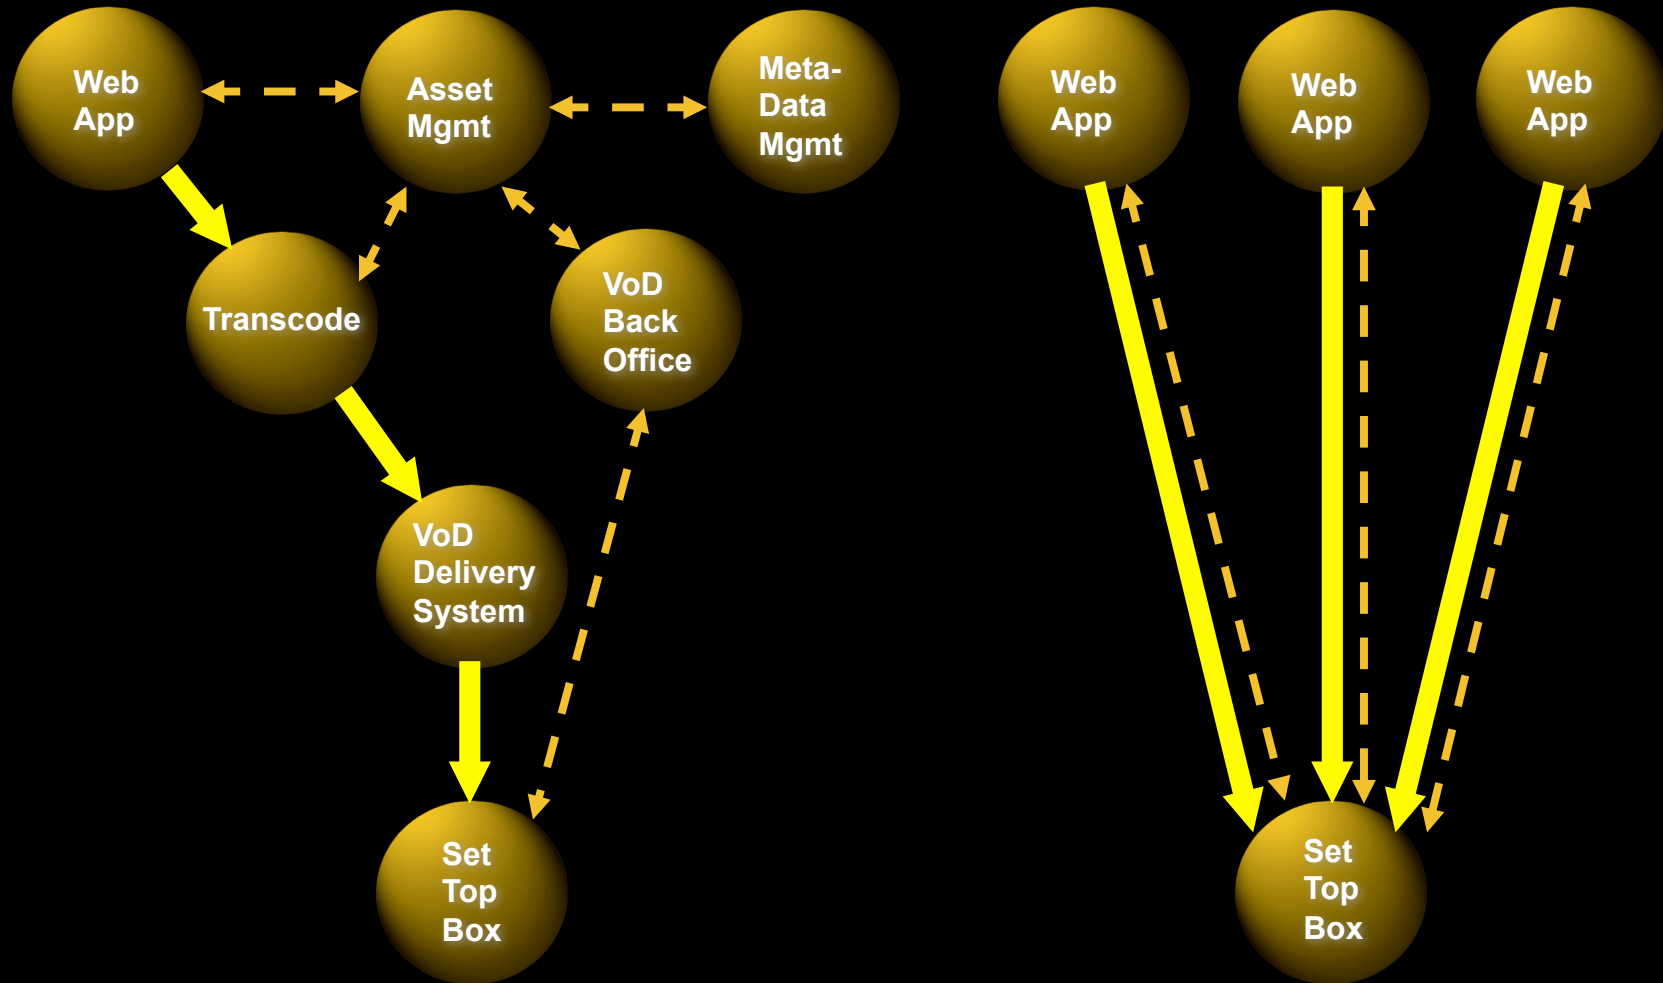 Web
App
Asset
Mgmt
Meta-
Data
Mgmt
Web
App
Web
App
Web
App
Transcode
VoD
Back
Office
VoD
Delivery
System
Set
Top
Box
Set
Top
Box